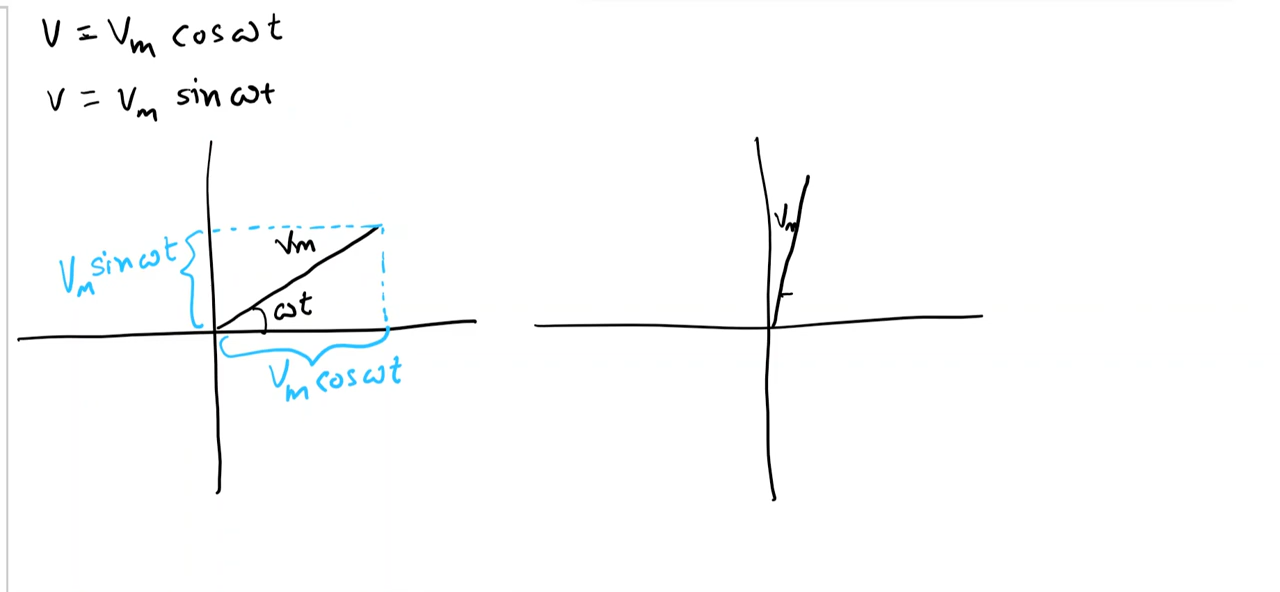 V = Vm cos ωt
v = Vm sin ωt
Vm sin ωt
Vm
ωt
Vm cos ωt
Vm